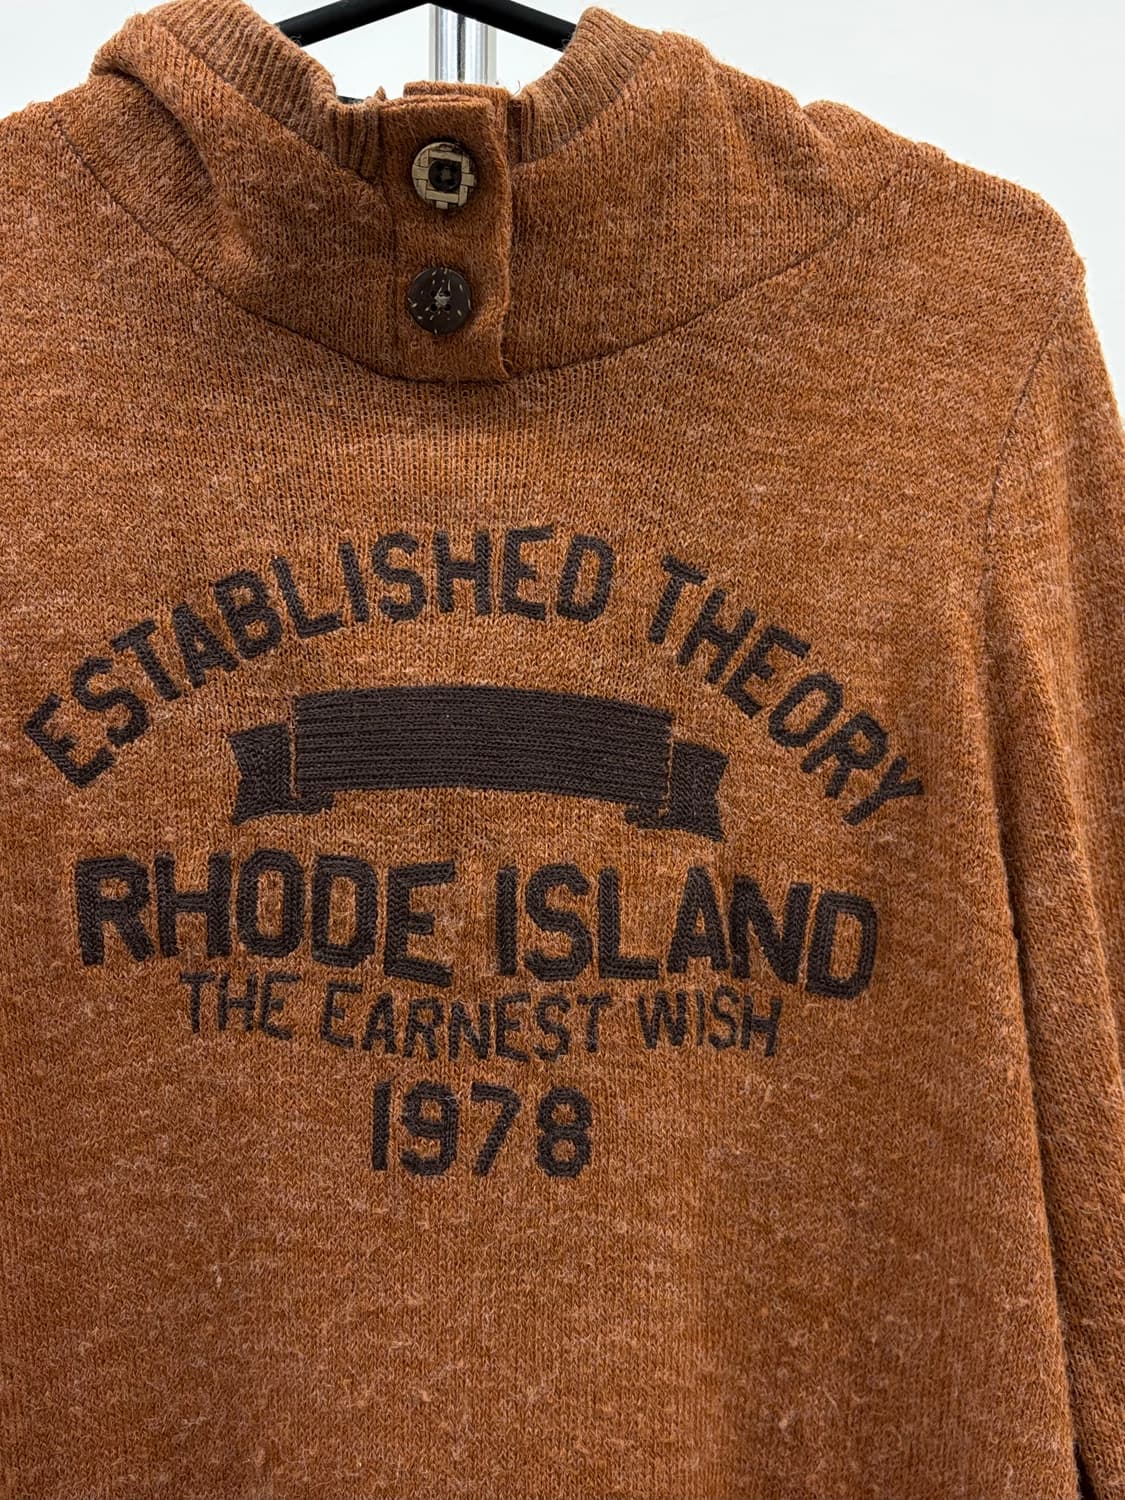 ESTABLISHED THEORY
RHODE ISLAND
THE EARNEST WISH
1978